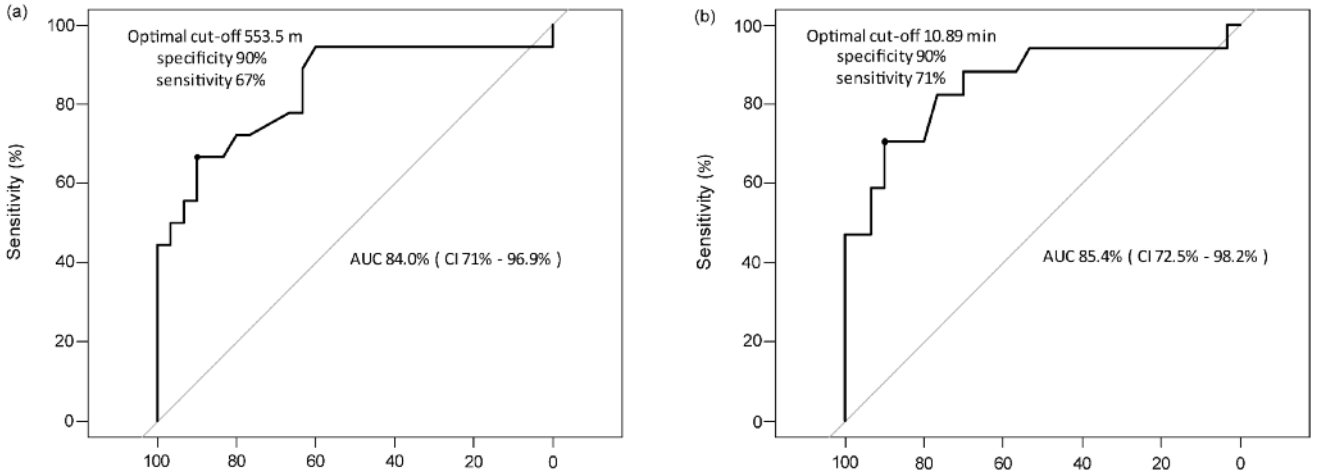 (a)
Optimal cut-off 553.5 m
specificity 90%
sensitivity 67%
AUC 84.0% ( CI 71% - 96.9% )
Sensitivity (%)
100
80
60
40
20
0
100 80 60 40 20 0
(b)
Optimal cut-off 10.89 min
specificity 90%
sensitivity 71%
AUC 85.4% ( CI 72.5% - 98.2% )
Sensitivity (%)
100
80
60
40
20
0
100 80 60 40 20 0